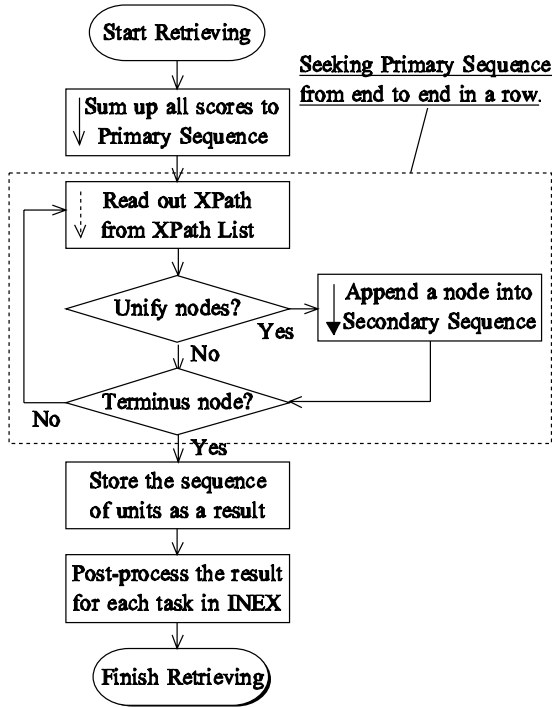 Start Retrieving
Seeking Primary Sequence
from end to end in a row.
Sum up all scores to
Primary Sequence
Read out XPath
from XPath List
Unify nodes?
Yes
Append a node into
Secondary Sequence
No
Terminus node?
No
Yes
Store the sequence
of units as a result
Post-process the result
for each task in INEX
Finish Retrieving